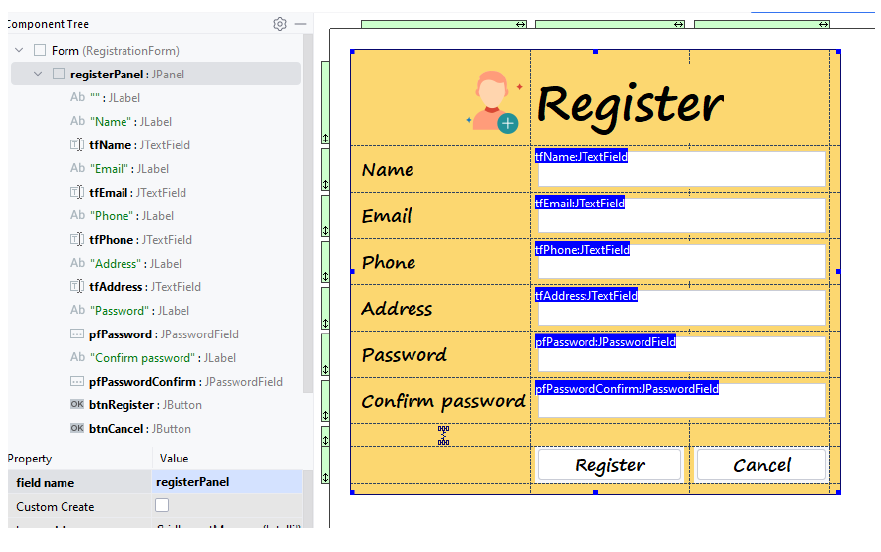 Component Tree
Form (RegistrationForm)
registerPanel : JPanel
Ab "" : JLabel
Ab "Name" : JLabel
tfName : JTextField
Ab "Email" : JLabel
tfEmail : JTextField
Ab "Phone" : JLabel
tfPhone : JTextField
Ab "Address" : JLabel
tfAddress : JTextField
Ab "Password" : JLabel
pfPassword : JPasswordField
Ab "Confirm password" : JLabel
pfPasswordConfirm : JPasswordField
OK btnRegister : JButton
OK btnCancel : JButton
Property Value
field name registerPanel
Custom Create
Register
Name tfName:JTextField
Email tfEmail:JTextField
Phone tfPhone:JTextField
Address tfAddress:JTextField
Password pfPassword:JPasswordField
Confirm password pfPasswordConfirm:JPasswordField
Register Cancel